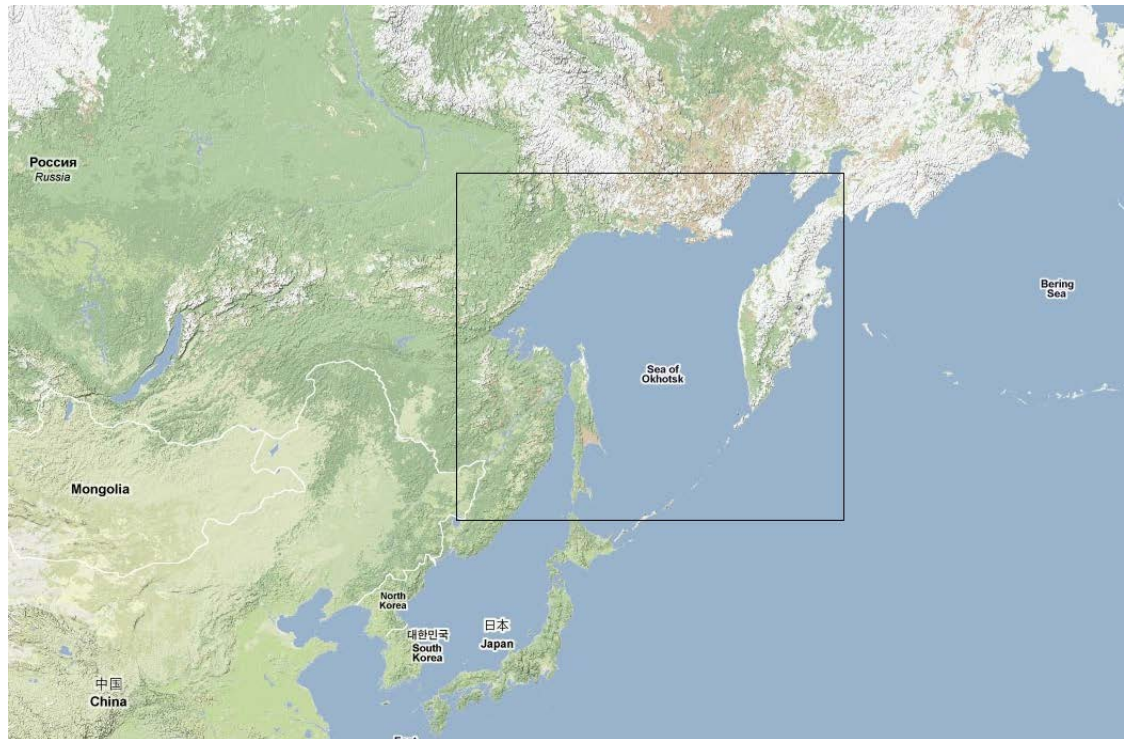 Россия
Russia
Bering
Sea
Sea of
Okhotsk
Mongolia
North
Korea
日本
Japan
대한민국
South
Korea
中国
China